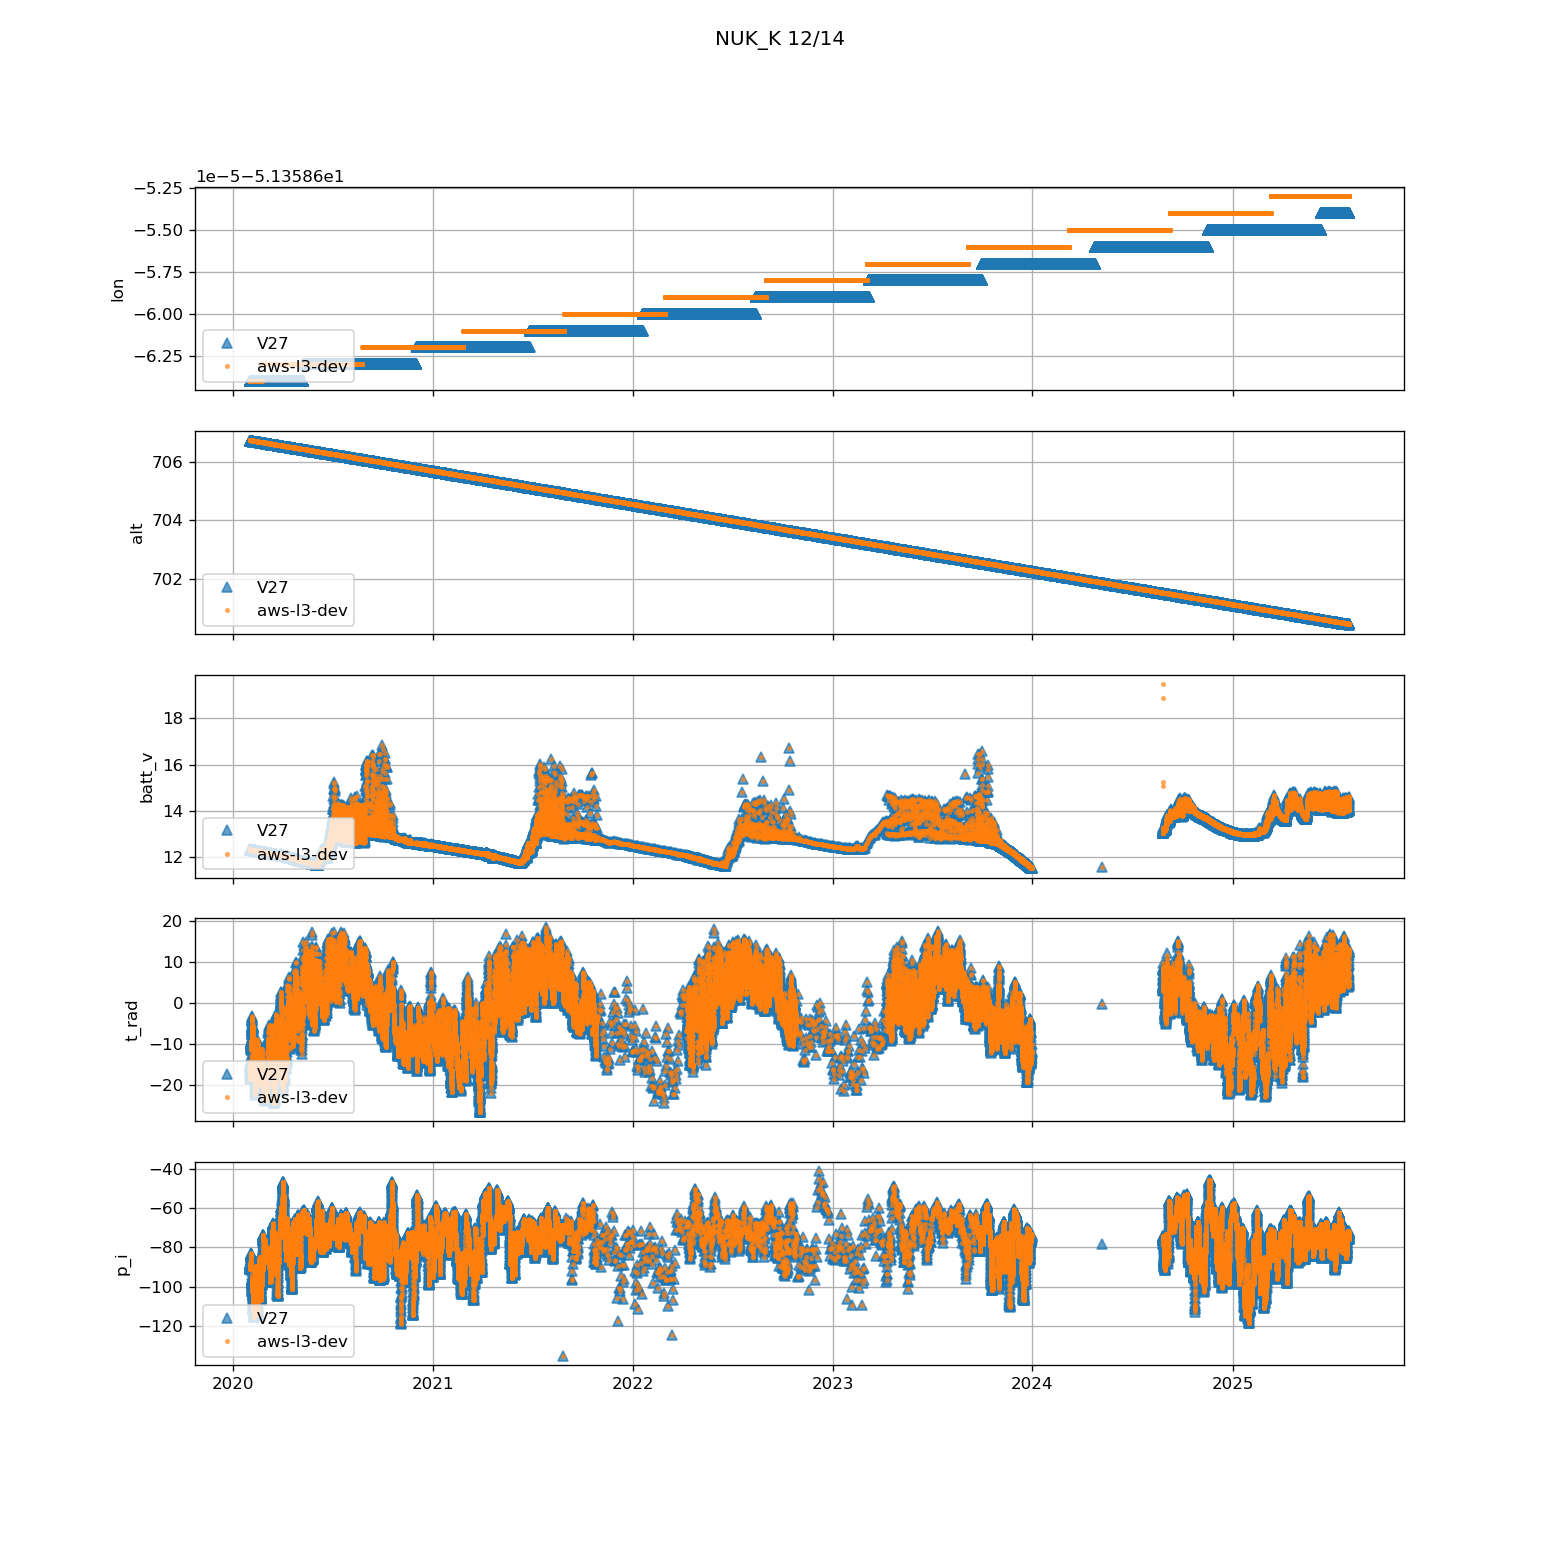 NUK_K 12/14
1e−5−5.13586e1
−5.25
−5.50
−5.75
−6.00
−6.25
lon
V27
aws-l3-dev
706
704
702
alt
V27
aws-l3-dev
18
16
14
12
batt_v
V27
aws-l3-dev
20
10
0
−10
−20
t_rad
V27
aws-l3-dev
−40
−60
−80
−100
−120
p_i
V27
aws-l3-dev
2020 2021 2022 2023 2024 2025